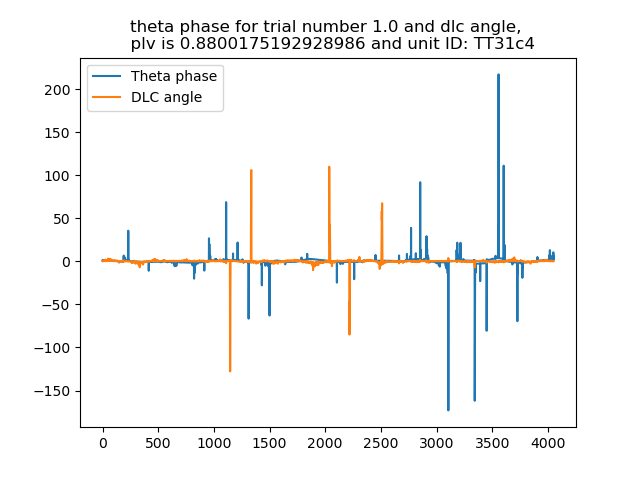 theta phase for trial number 1.0 and dlc angle,
plv is 0.8800175192928986 and unit ID: TT31c4
Theta phase
DLC angle
200
150
100
50
0
−50
−100
−150
0 500 1000 1500 2000 2500 3000 3500 4000